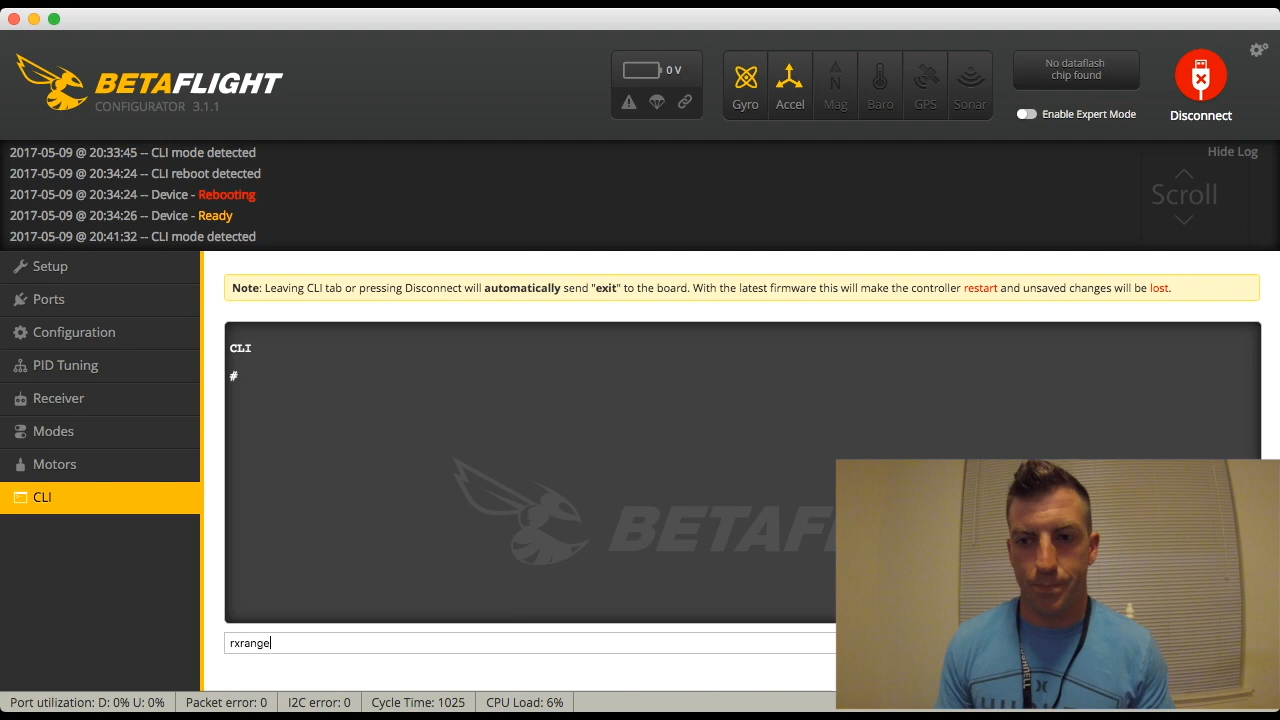 BETAFLIGHT
CONFIGURATOR 3.1.1
0 V
Gyro
Accel
Mag
Baro
GPS
Sonar
No dataflash
chip found
Enable Expert Mode
Disconnect
2017-05-09 @ 20:33:45 -- CLI mode detected
2017-05-09 @ 20:34:24 -- CLI reboot detected
2017-05-09 @ 20:34:24 -- Device - Rebooting
2017-05-09 @ 20:34:26 -- Device - Ready
2017-05-09 @ 20:41:32 -- CLI mode detected
Hide Log
Scroll
Setup
Ports
Configuration
PID Tuning
Receiver
Modes
Motors
CLI
Note: Leaving CLI tab or pressing Disconnect will automatically send "exit" to the board. With the latest firmware this will make the controller restart and unsaved changes will be lost.
CLI
#
rxrange
Port utilization: D: 0% U: 0%
Packet error: 0
I2C error: 0
Cycle Time: 1025
CPU Load: 6%